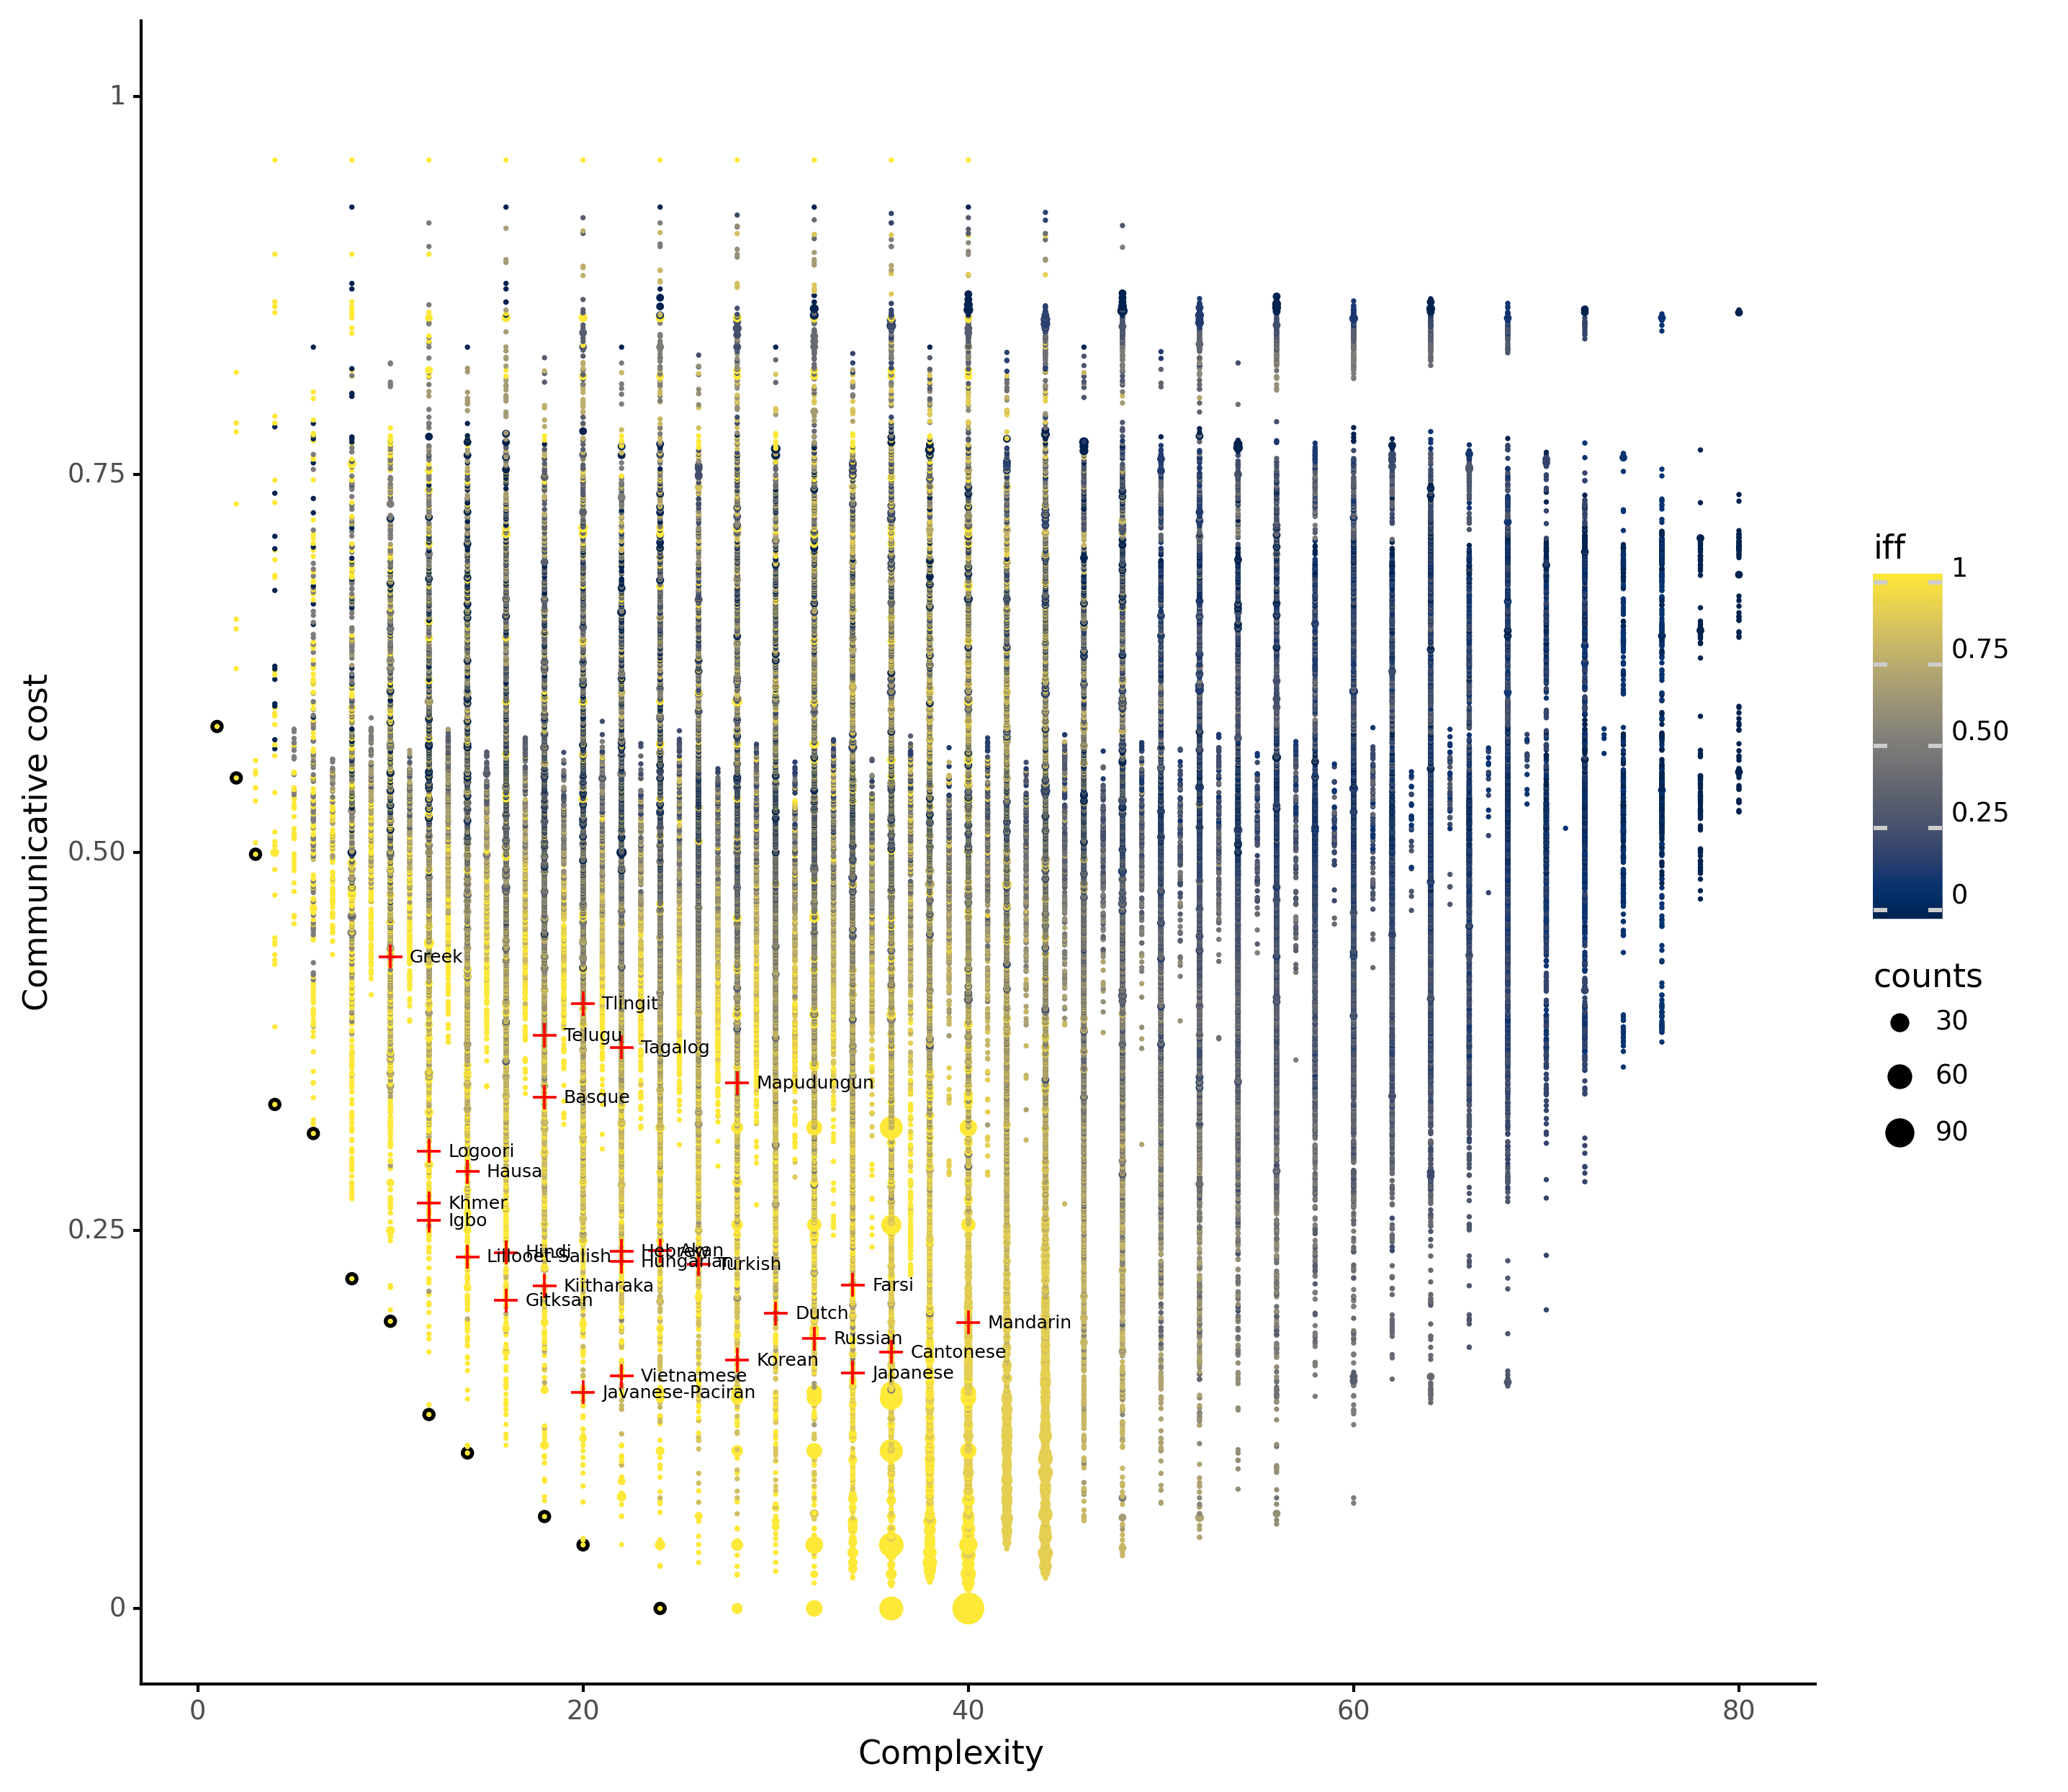 1
0.75
0.50
0.25
0
Communicative cost
0
20
40
60
80
Complexity
Greek
Tlingit
Telugu
Tagalog
Mapudungun
Basque
Logoori
Hausa
Khmer
Igbo
Hindi
Lillooet-Salish
Hebrew
Akan
Hungarian
Turkish
Kiitharaka
Gitksan
Farsi
Dutch
Mandarin
Russian
Cantonese
Korean
Japanese
Vietnamese
Javanese-Paciran
iff
1
0.75
0.50
0.25
0
counts
30
60
90